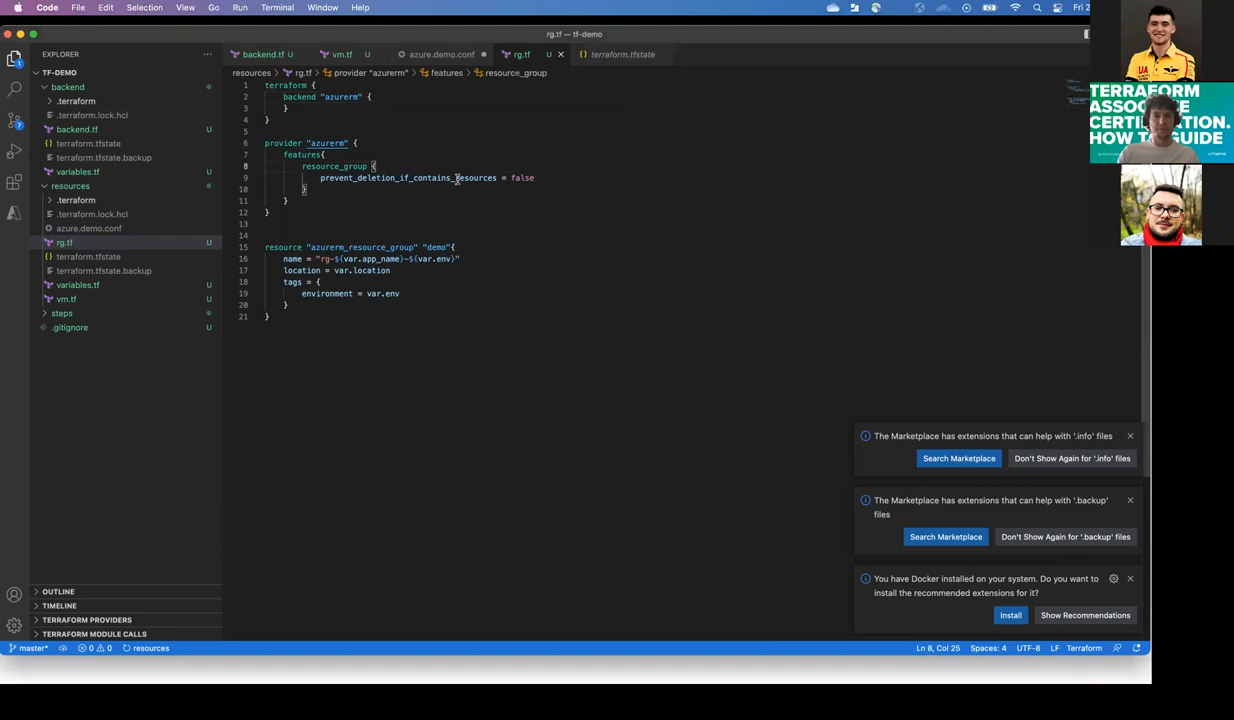 Code File Edit Selection View Go Run Terminal Window Help
Fri 2
rg.tf — tf-demo
EXPLORER
TF-DEMO
backend
.terraform
.terraform.lock.hcl
backend.tf U
terraform.tfstate
terraform.tfstate.backup
variables.tf U
resources
.terraform
.terraform.lock.hcl
azure.demo.conf
rg.tf U
terraform.tfstate
terraform.tfstate.backup
variables.tf U
vm.tf U
steps
.gitignore U
OUTLINE
TIMELINE
TERRAFORM PROVIDERS
TERRAFORM MODULE CALLS
1
7
backend.tf U vm.tf U azure.demo.conf rg.tf U terraform.tfstate
resources > rg.tf > provider "azurerm" > features > resource_group
1 terraform {
2 backend "azurerm" {
3 }
4 }
5
6 provider "azurerm" {
7 features{
8 resource_group {
9 prevent_deletion_if_contains_resources = false
10 }
11 }
12 }
13
14
15 resource "azurerm_resource_group" "demo"{
16 name = "rg-${var.app_name}-${var.env}"
17 location = var.location
18 tags = {
19 environment = var.env
20 }
21 }
The Marketplace has extensions that can help with '.info' files
Search Marketplace Don't Show Again for '.info' files
The Marketplace has extensions that can help with '.backup'
files
Search Marketplace Don't Show Again for '.backup' files
You have Docker installed on your system. Do you want to
install the recommended extensions for it?
Install Show Recommendations
master* 0 0 resources
Ln 8, Col 25 Spaces: 4 UTF-8 LF Terraform
UA
TERRAFORM
CERTIFICATION.
HOW TO GUIDE